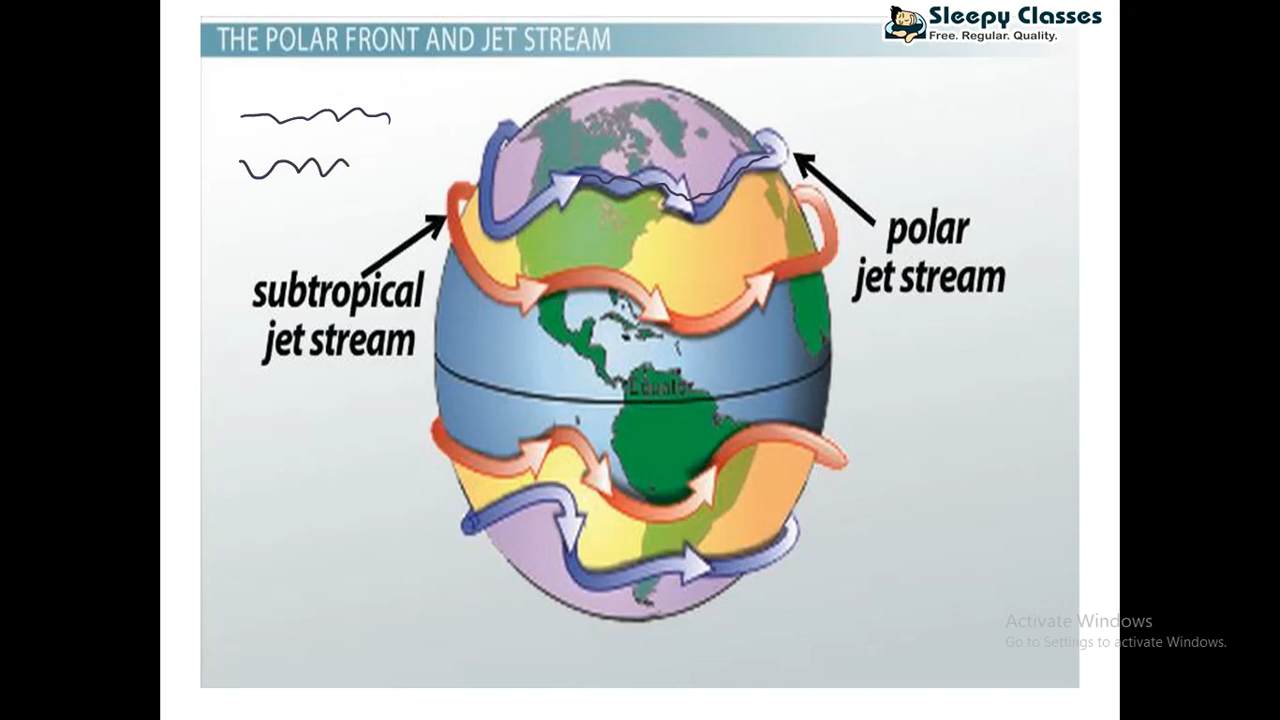 Sleepy Classes
Free. Regular. Quality.
THE POLAR FRONT AND JET STREAM
polar
jet stream
subtropical
jet stream
Equator
Activate Windows
Go to Settings to activate Windows.